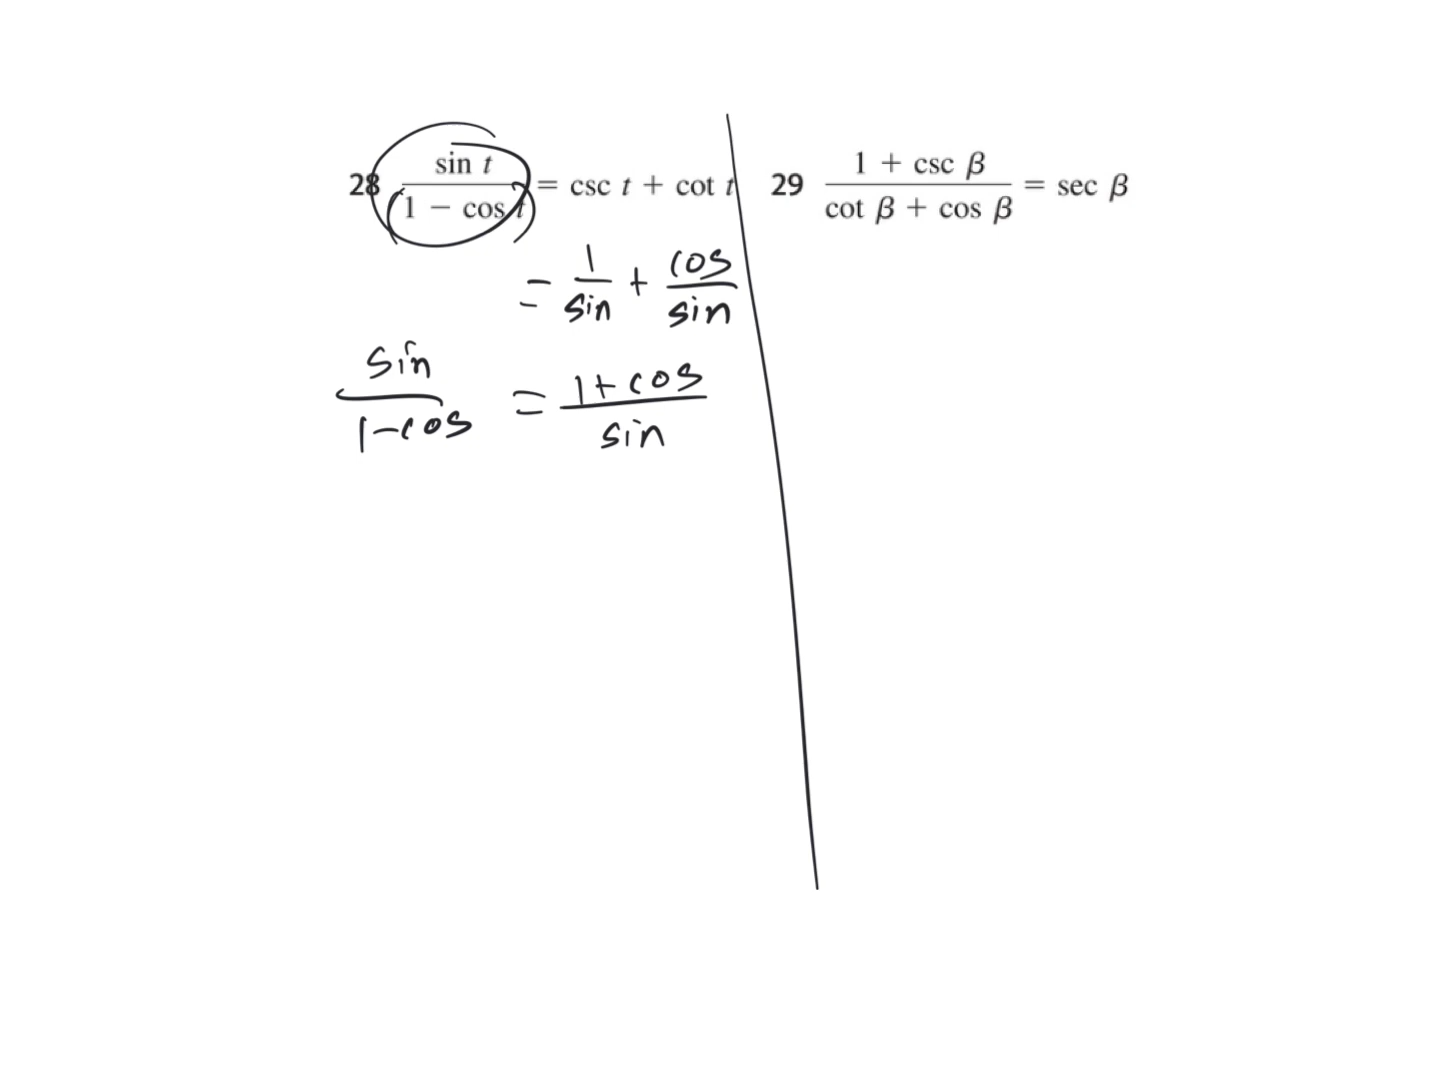 28 sin t / 1 − cos t = csc t + cot t
= 1/sin + cos/sin
sin / 1-cos = 1+cos / sin
29 1 + csc β / cot β + cos β = sec β